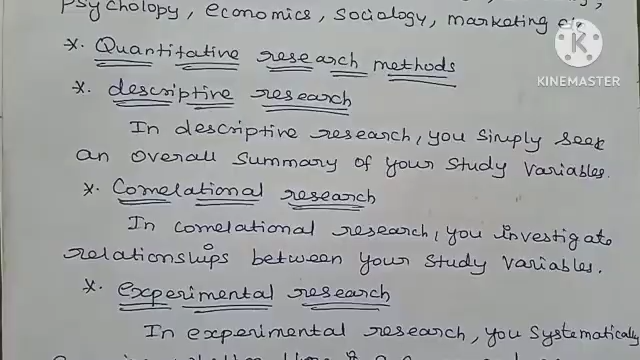 psycholopy, economics, sociology, marketing etc
*. Quantitative research methods
KINEMASTER
*. descriptive research
In descriptive research, you simply seek
an overall summary of your study variables.
*. Correlational research
In correlational research, you investigate
relationships between your study variables.
*. experimental research
In experimental research, you systematically